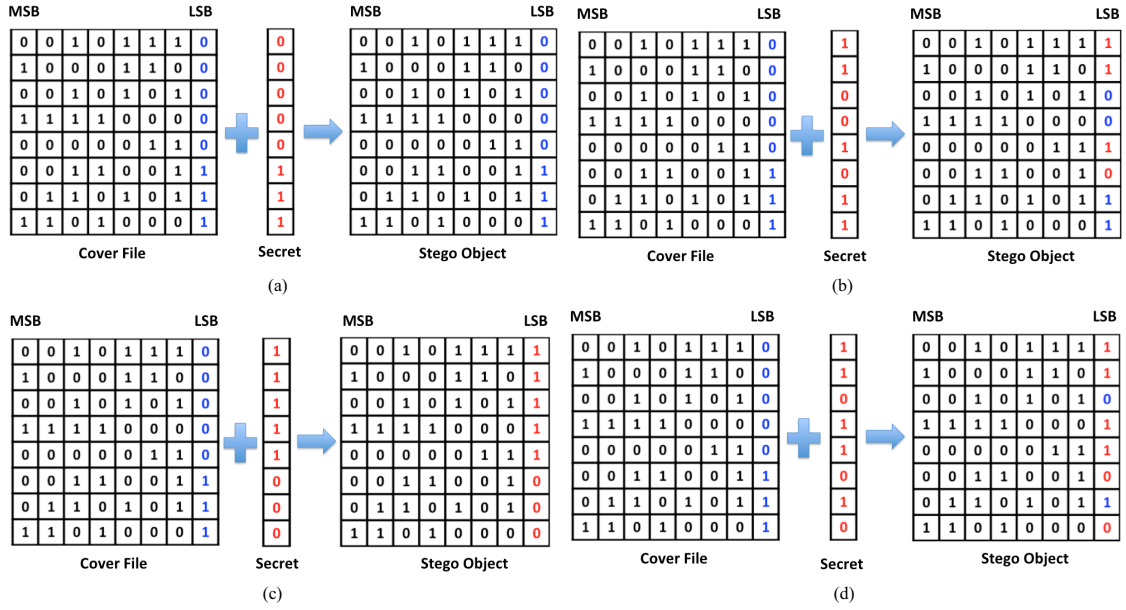 MSB LSB MSB LSB
0 0 1 0 1 1 1 0 0 0 0 1 0 1 1 1 0
1 0 0 0 1 1 0 0 0 1 0 0 0 1 1 0 0
0 0 1 0 1 0 1 0 0 0 0 1 0 1 0 1 0
1 1 1 1 0 0 0 0 0 1 1 1 1 0 0 0 0
0 0 0 0 0 1 1 0 0 0 0 0 0 0 1 1 0
0 0 1 1 0 0 1 1 1 0 0 1 1 0 0 1 1
0 1 1 0 1 0 1 1 1 0 1 1 0 1 0 1 1
1 1 0 1 0 0 0 1 1 1 1 0 1 0 0 0 1
Cover File Secret Stego Object
(a)
MSB LSB MSB LSB
0 0 1 0 1 1 1 0 1 0 0 1 0 1 1 1 1
1 0 0 0 1 1 0 0 1 1 0 0 0 1 1 0 1
0 0 1 0 1 0 1 0 0 0 0 1 0 1 0 1 0
1 1 1 1 0 0 0 0 0 1 1 1 1 0 0 0 0
0 0 0 0 0 1 1 0 1 0 0 0 0 0 1 1 1
0 0 1 1 0 0 1 1 0 0 0 1 1 0 0 1 0
0 1 1 0 1 0 1 1 1 0 1 1 0 1 0 1 1
1 1 0 1 0 0 0 1 1 1 1 0 1 0 0 0 1
Cover File Secret Stego Object
(b)
MSB LSB MSB LSB
0 0 1 0 1 1 1 0 1 0 0 1 0 1 1 1 1
1 0 0 0 1 1 0 0 1 1 0 0 0 1 1 0 1
0 0 1 0 1 0 1 0 1 0 0 1 0 1 0 1 1
1 1 1 1 0 0 0 0 1 1 1 1 1 0 0 0 1
0 0 0 0 0 1 1 0 1 0 0 0 0 0 1 1 1
0 0 1 1 0 0 1 1 0 0 0 1 1 0 0 1 0
0 1 1 0 1 0 1 1 0 0 1 1 0 1 0 1 0
1 1 0 1 0 0 0 1 0 1 1 0 1 0 0 0 0
Cover File Secret Stego Object
(c)
MSB LSB MSB LSB
0 0 1 0 1 1 1 0 1 0 0 1 0 1 1 1 1
1 0 0 0 1 1 0 0 1 1 0 0 0 1 1 0 1
0 0 1 0 1 0 1 0 0 0 0 1 0 1 0 1 0
1 1 1 1 0 0 0 0 1 1 1 1 1 0 0 0 1
0 0 0 0 0 1 1 0 1 0 0 0 0 0 1 1 1
0 0 1 1 0 0 1 1 0 0 0 1 1 0 0 1 0
0 1 1 0 1 0 1 1 1 0 1 1 0 1 0 1 1
1 1 0 1 0 0 0 1 0 1 1 0 1 0 0 0 0
Cover File Secret Stego Object
(d)